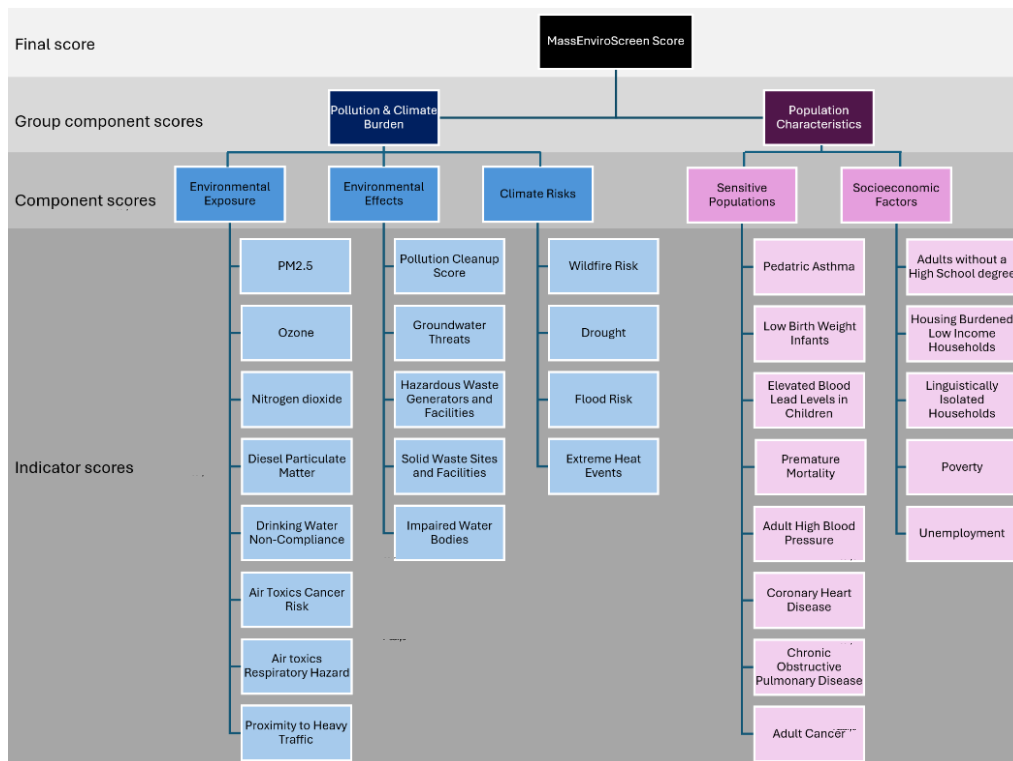 Final score
MassEnviroScreen Score
Group component scores
Pollution & Climate
Burden
Population
Characteristics
Component scores
Environmental
Exposure
Environmental
Effects
Climate Risks
Sensitive
Populations
Socioeconomic
Factors
Indicator scores
PM2.5
Ozone
Nitrogen dioxide
Diesel Particulate
Matter
Drinking Water
Non-Compliance
Air Toxics Cancer
Risk
Air toxics
Respiratory Hazard
Proximity to Heavy
Traffic
Pollution Cleanup
Score
Groundwater
Threats
Hazardous Waste
Generators and
Facilities
Solid Waste Sites
and Facilities
Impaired Water
Bodies
Wildfire Risk
Drought
Flood Risk
Extreme Heat
Events
Pedatric Asthma
Low Birth Weight
Infants
Elevated Blood
Lead Levels in
Children
Premature
Mortality
Adult High Blood
Pressure
Coronary Heart
Disease
Chronic
Obstructive
Pulmonary Disease
Adult Cancer
Adults without a
High School degree
Housing Burdened
Low Income
Households
Linguistically
Isolated
Households
Poverty
Unemployment